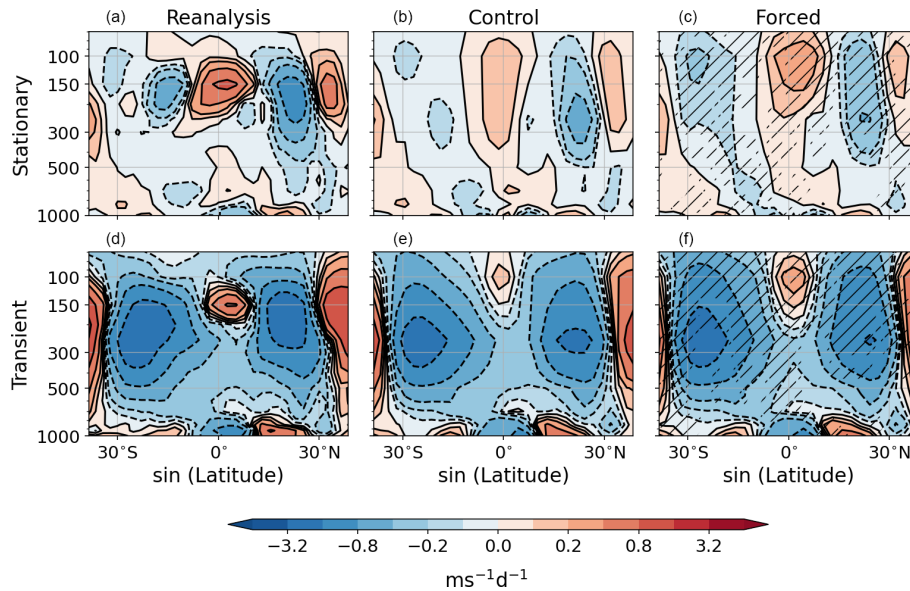 Reanalysis Control Forced
(a) (b) (c)
Stationary
100
150
300
500
1000
(d) (e) (f)
Transient
100
150
300
500
1000
30°S 0° 30°N 30°S 0° 30°N 30°S 0° 30°N
sin (Latitude) sin (Latitude) sin (Latitude)
−3.2 −0.8 −0.2 0.0 0.2 0.8 3.2
ms⁻¹d⁻¹